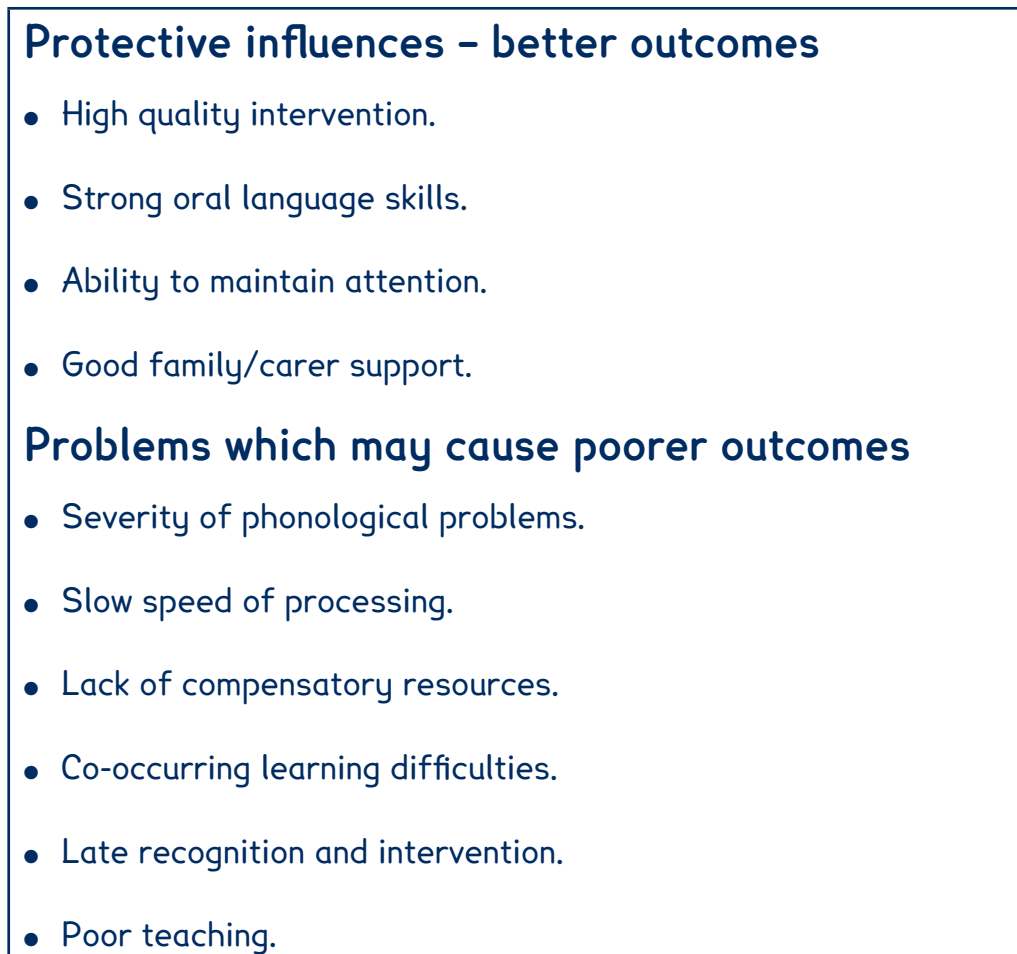 Protective influences – better outcomes
• High quality intervention.
• Strong oral language skills.
• Ability to maintain attention.
• Good family/carer support.
Problems which may cause poorer outcomes
• Severity of phonological problems.
• Slow speed of processing.
• Lack of compensatory resources.
• Co-occurring learning difficulties.
• Late recognition and intervention.
• Poor teaching.